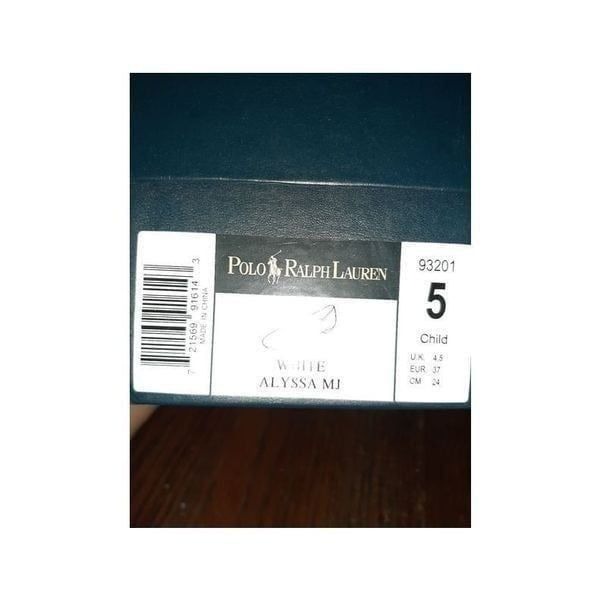 7 21569 91614 3
MADE IN CHINA
POLO RALPH LAUREN
WHITE
ALYSSA MJ
93201
5
Child
U.K. 4.5
EUR. 37
CM 24